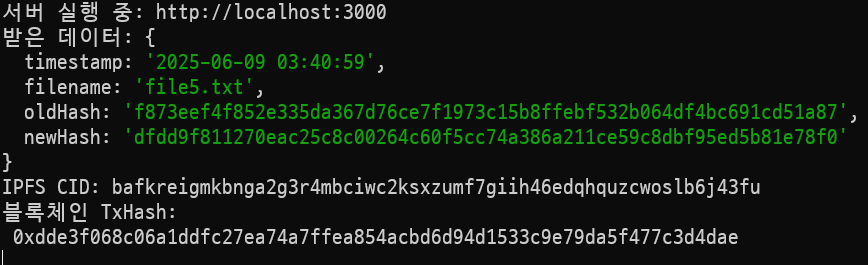 서버 실행 중: http://localhost:3000
받은 데이터: {
  timestamp: '2025-06-09 03:40:59',
  filename: 'file5.txt',
  oldHash: 'f873eef4f852e335da367d76ce7f1973c15b8ffebf532b064df4bc691cd51a87',
  newHash: 'dfdd9f811270eac25c8c00264c60f5cc74a386a211ce59c8dbf95ed5b81e78f0'
}
IPFS CID: bafkreigmkbnga2g3r4mbciwc2ksxzumf7giih46edqhquzcwoslb6j43fu
블록체인 TxHash:
 0xdde3f068c06a1ddfc27ea74a7ffea854acbd6d94d1533c9e79da5f477c3d4dae